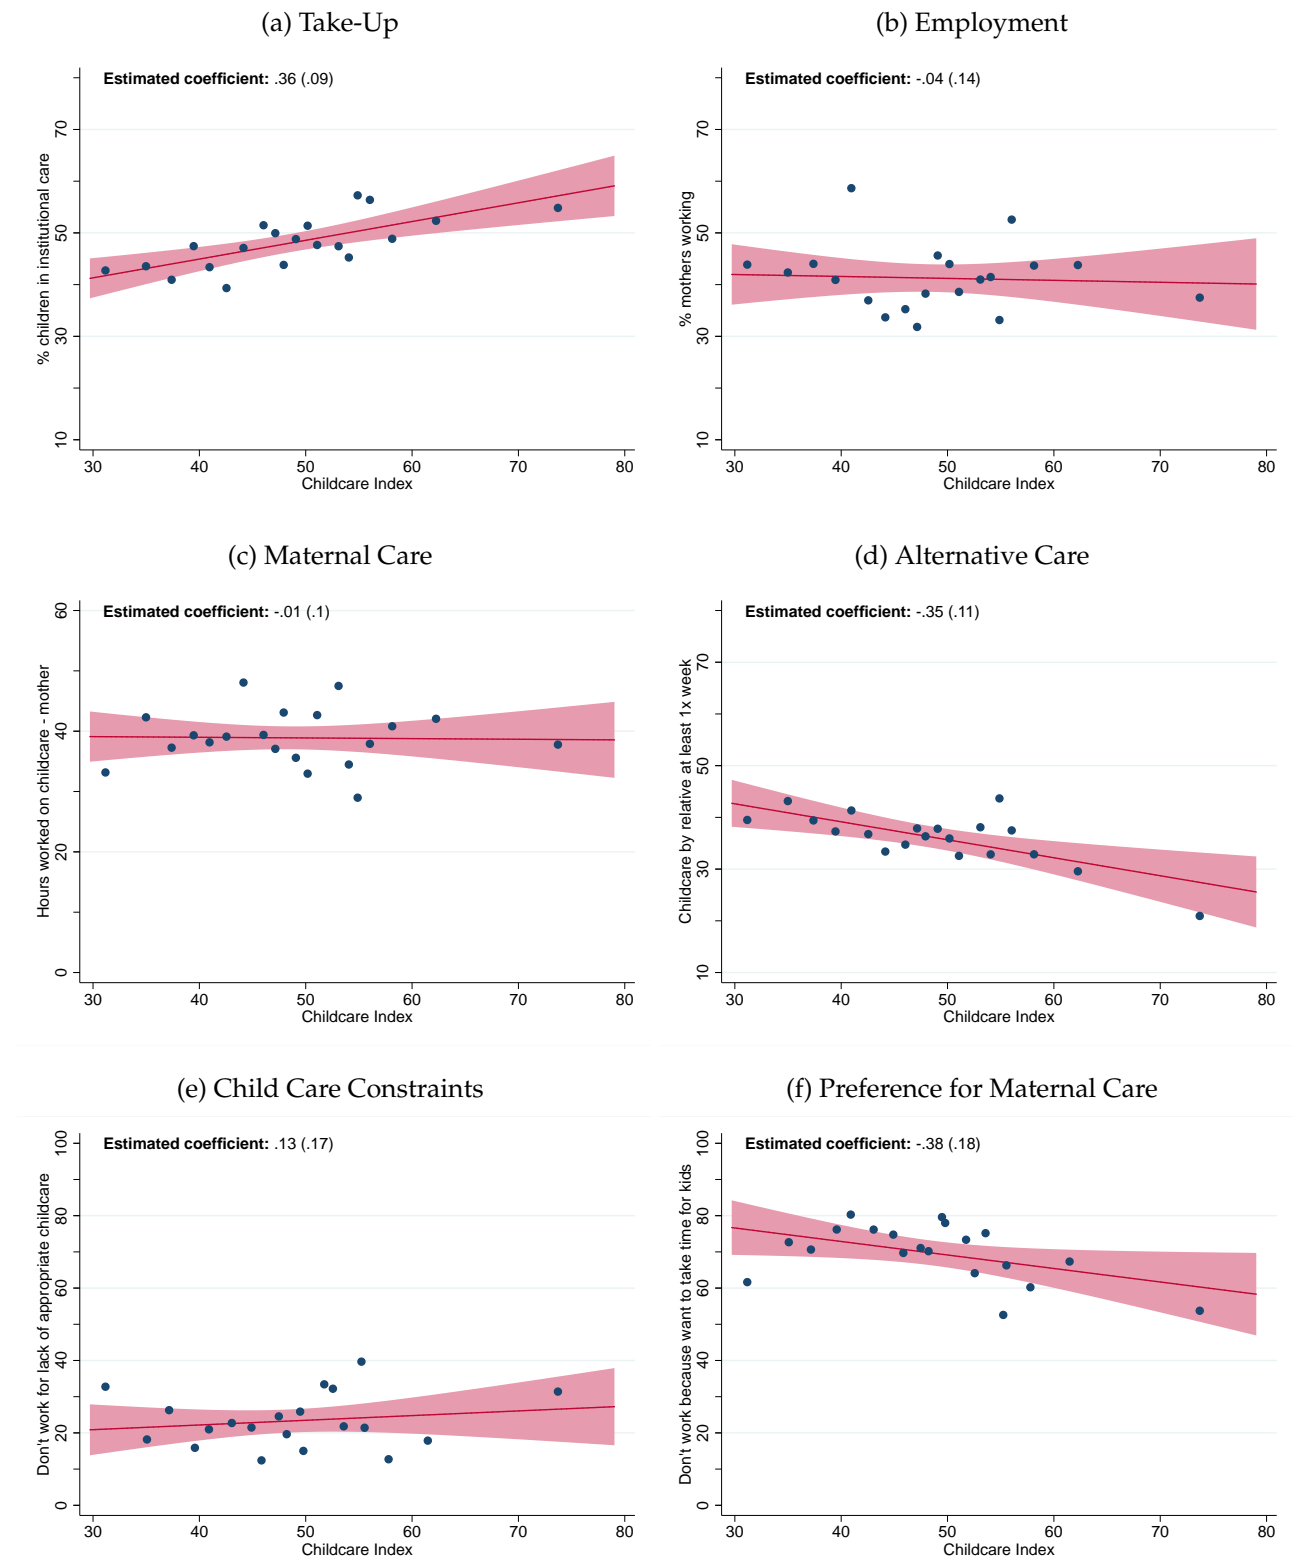 (a) Take-Up
Estimated coefficient: .36 (.09)
% children in institutional care
70
50
30
10
30 40 50 60 70 80
Childcare Index
(b) Employment
Estimated coefficient: -.04 (.14)
% mothers working
70
50
30
10
30 40 50 60 70 80
Childcare Index
(c) Maternal Care
Estimated coefficient: -.01 (.1)
Hours worked on childcare - mother
60
40
20
0
30 40 50 60 70 80
Childcare Index
(d) Alternative Care
Estimated coefficient: -.35 (.11)
Childcare by relative at least 1x week
70
50
30
10
30 40 50 60 70 80
Childcare Index
(e) Child Care Constraints
Estimated coefficient: .13 (.17)
Don't work for lack of appropriate childcare
100
80
60
40
20
0
30 40 50 60 70 80
Childcare Index
(f) Preference for Maternal Care
Estimated coefficient: -.38 (.18)
Don't work because want to take time for kids
100
80
60
40
20
0
30 40 50 60 70 80
Childcare Index